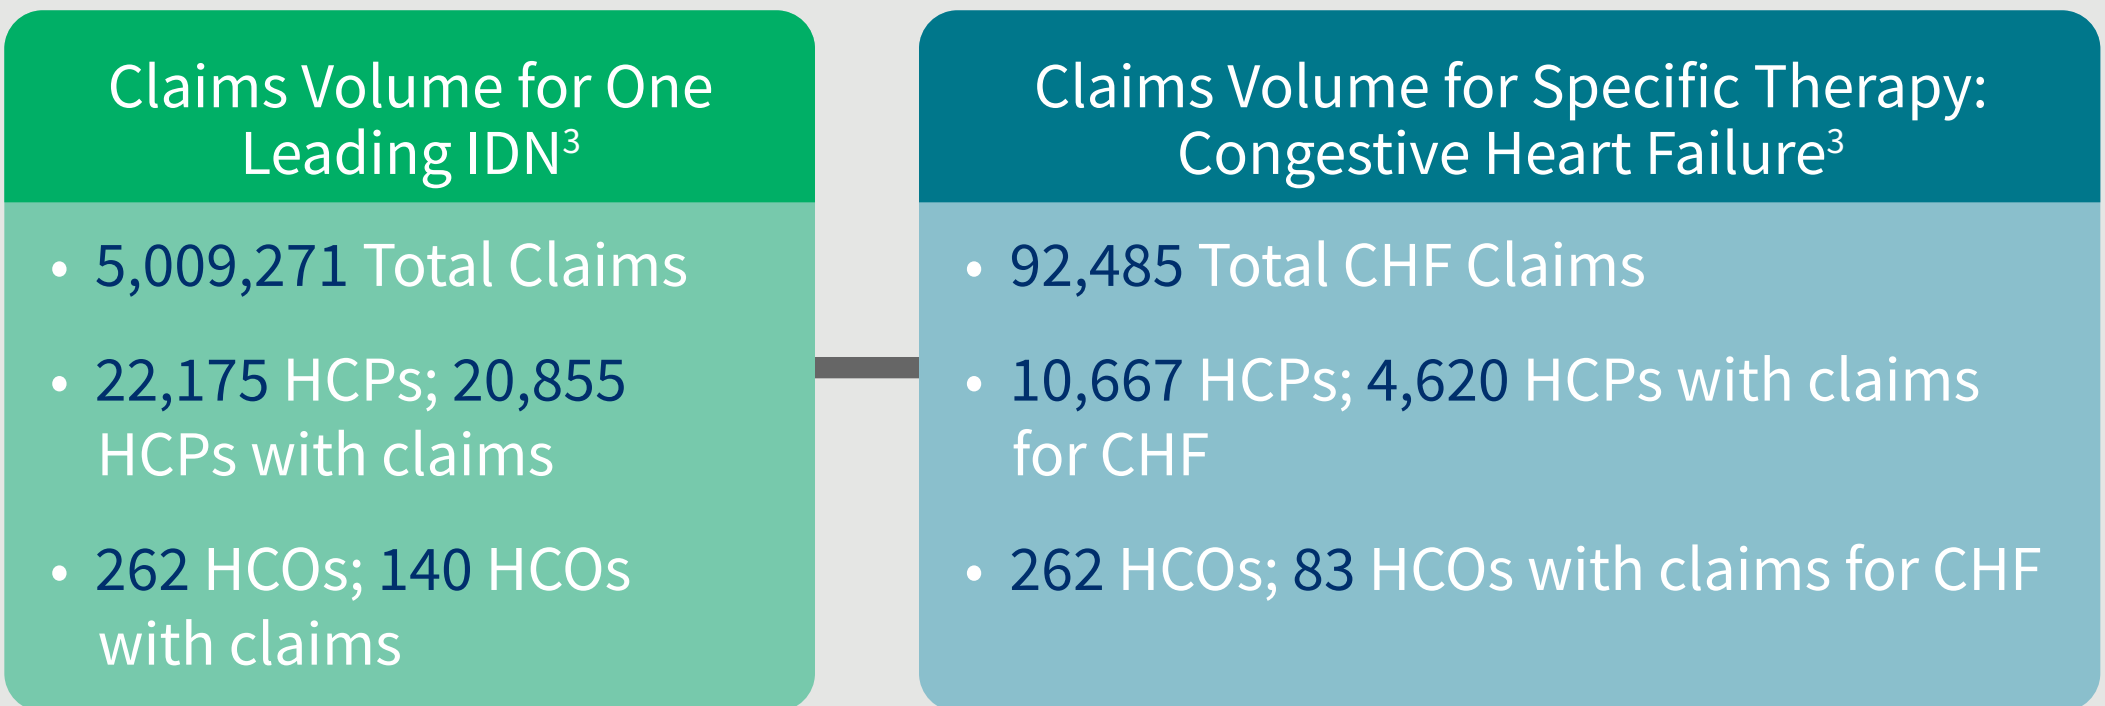 Claims Volume for One
Leading IDN³
• 5,009,271 Total Claims
• 22,175 HCPs; 20,855
HCPs with claims
• 262 HCOs; 140 HCOs
with claims
Claims Volume for Specific Therapy:
Congestive Heart Failure³
• 92,485 Total CHF Claims
• 10,667 HCPs; 4,620 HCPs with claims
for CHF
• 262 HCOs; 83 HCOs with claims for CHF